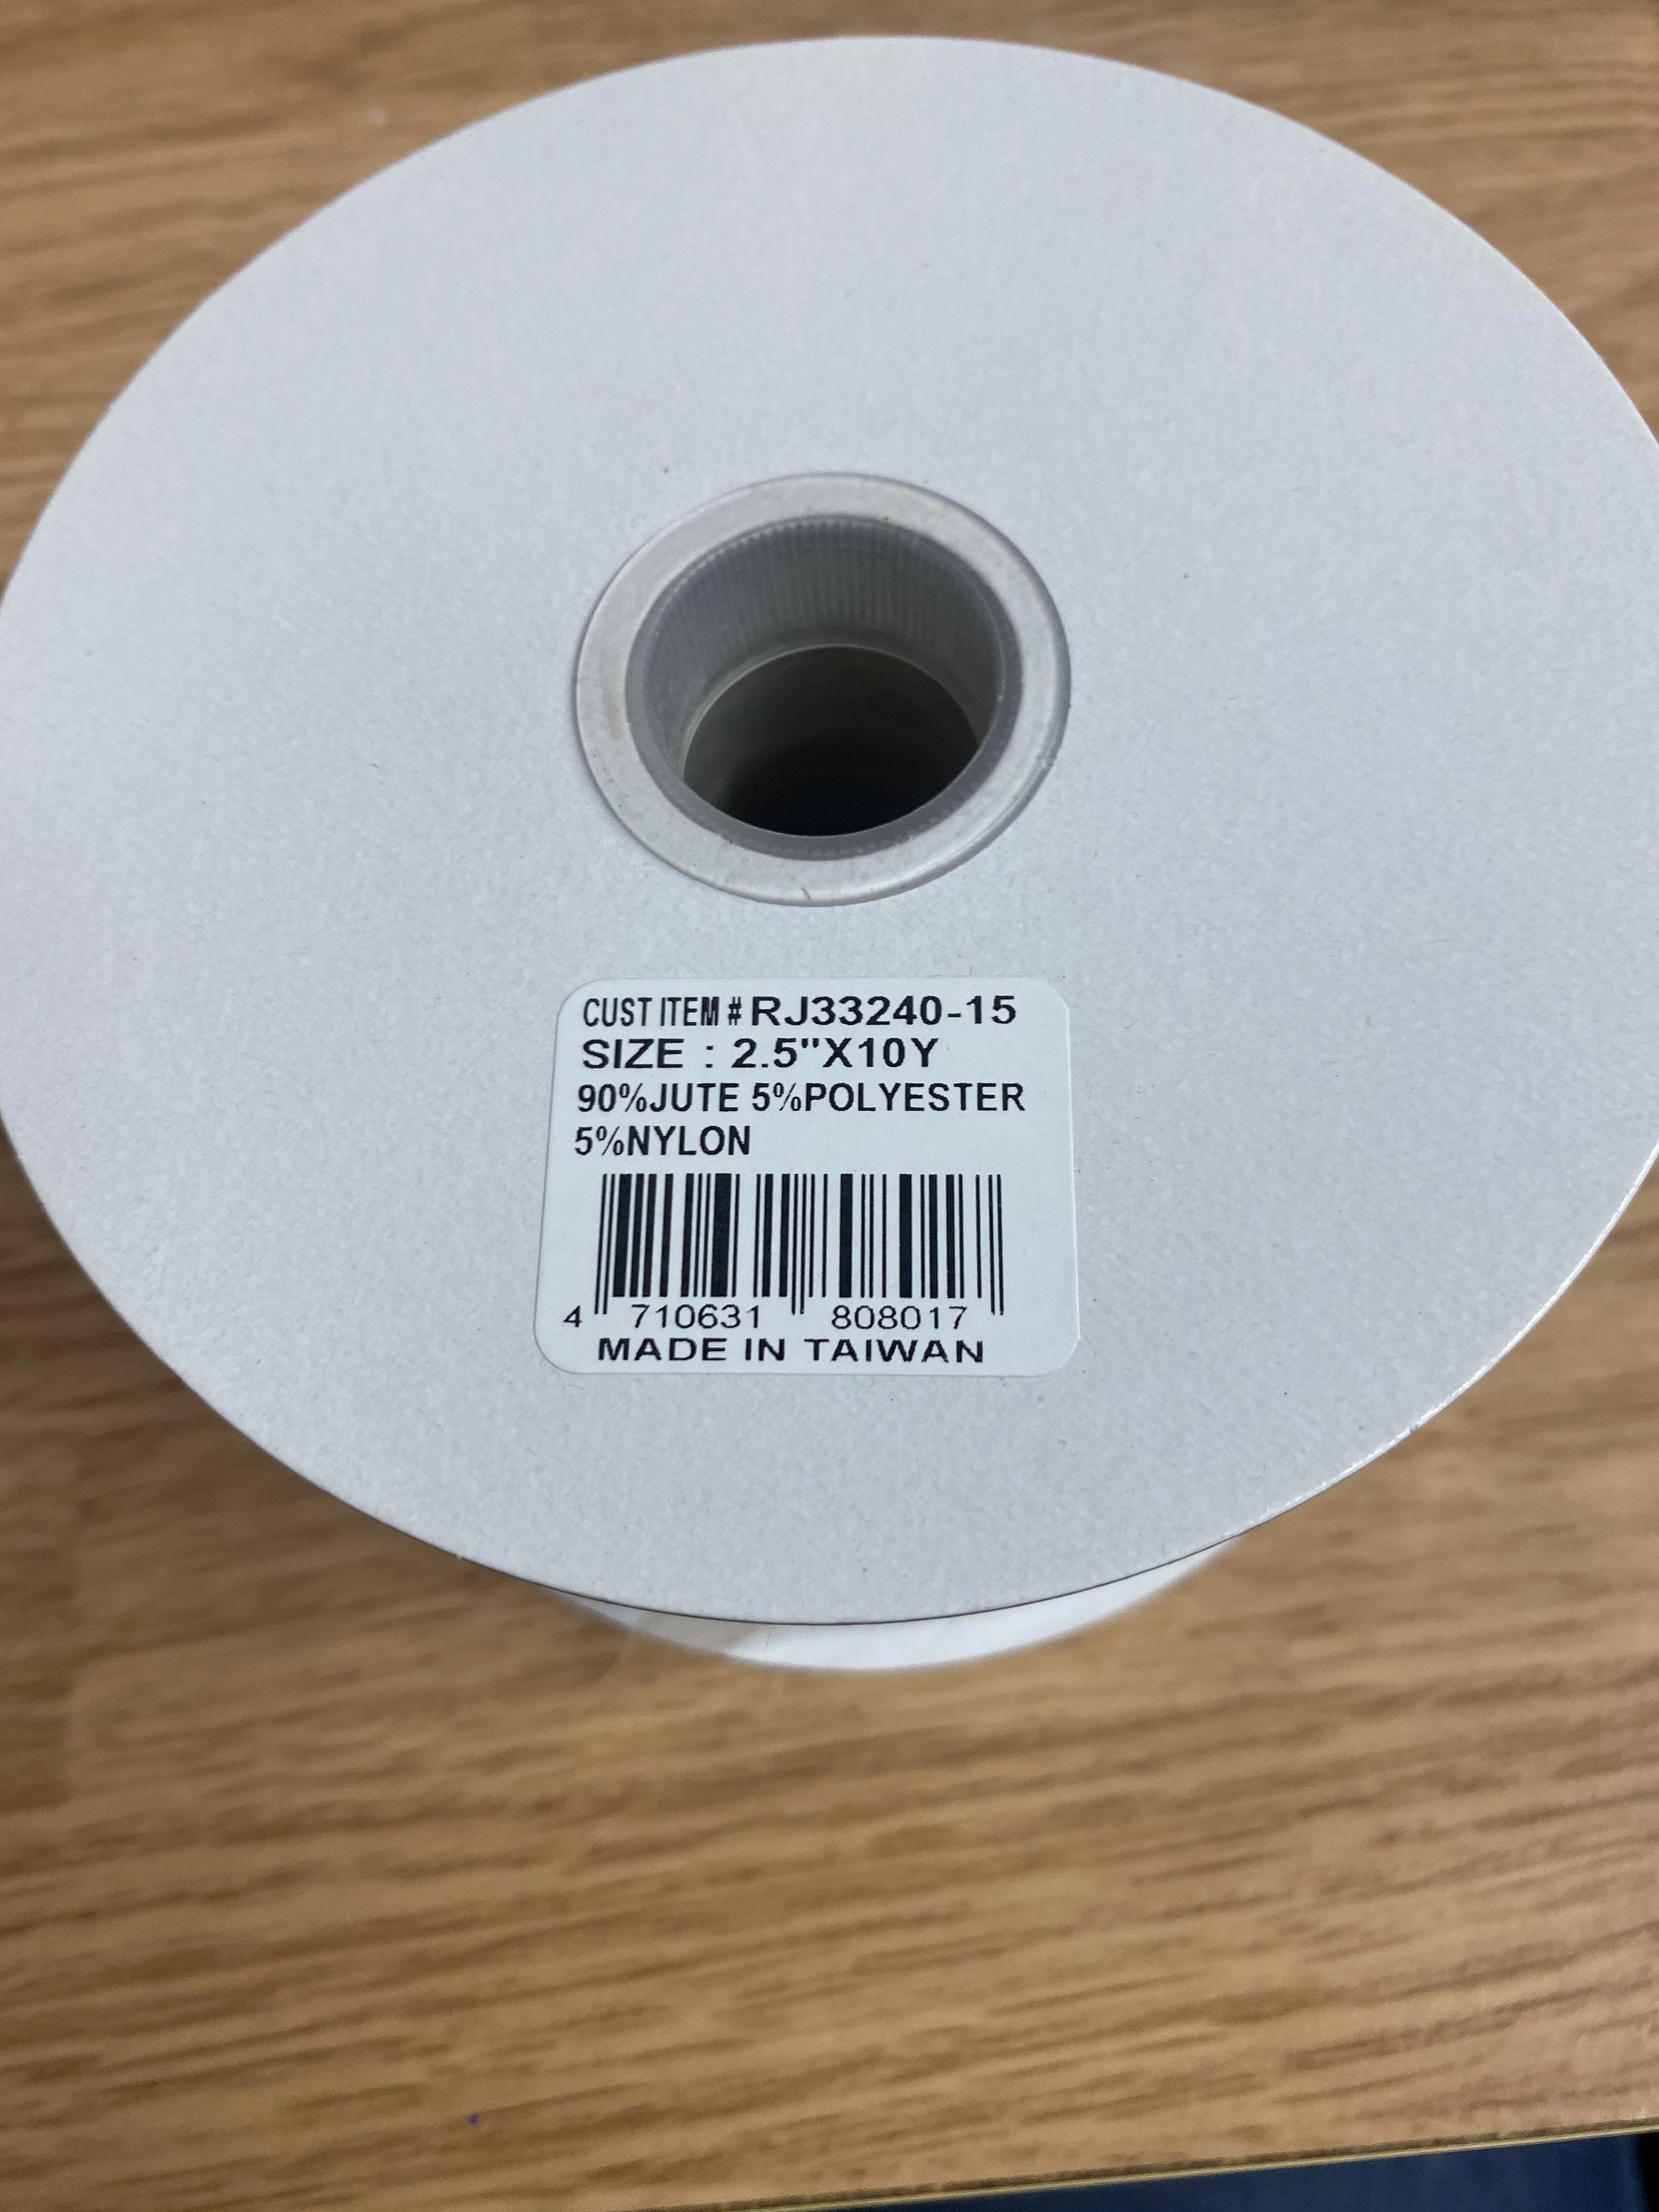 CUST ITEM # RJ33240-15
SIZE : 2.5"X10Y
90%JUTE 5%POLYESTER
5%NYLON
4 710631 808017
MADE IN TAIWAN